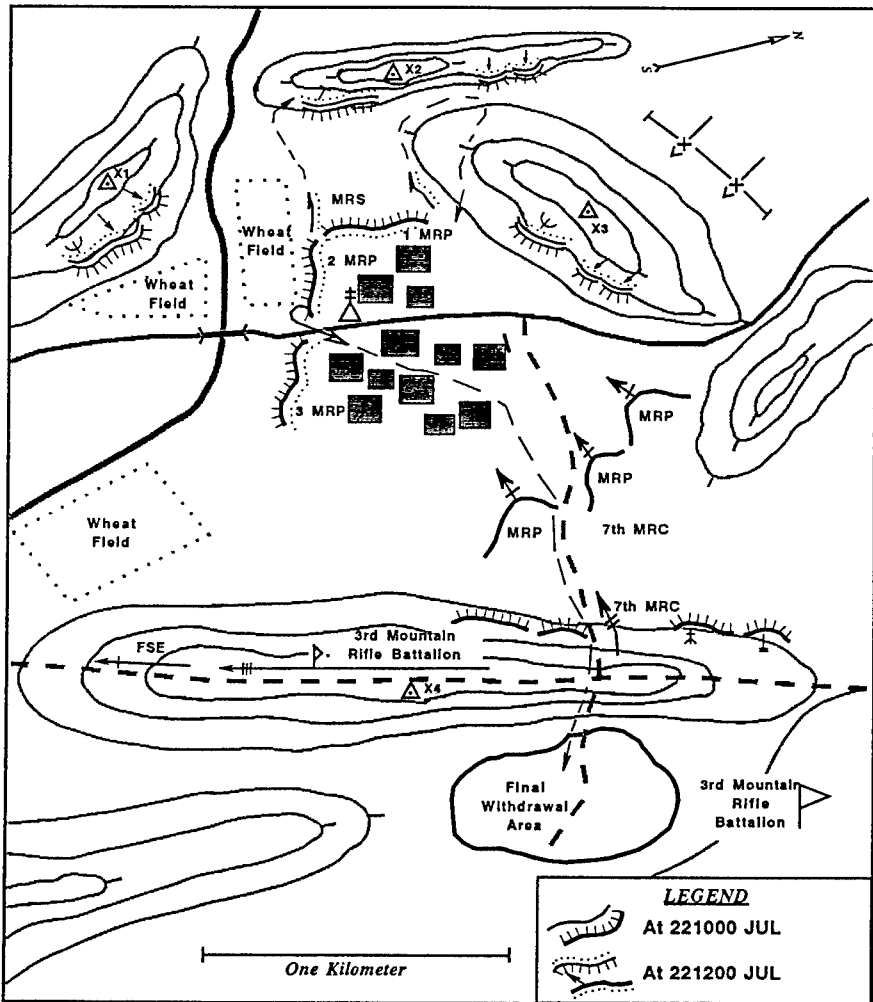 N
S
X2
X1
MRS
1 MRP
X3
Wheat
Field
2 MRP
Wheat
Field
3 MRP
MRP
MRP
MRP
7th MRC
Wheat
Field
7th MRC
FSE
3rd Mountain
Rifle Battalion
X4
Final
Withdrawal
Area
3rd Mountain
Rifle
Battalion
LEGEND
At 221000 JUL
At 221200 JUL
One Kilometer